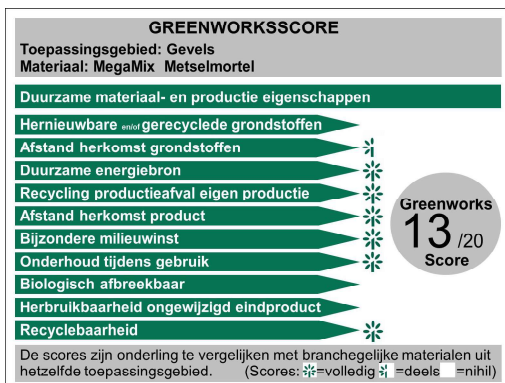 GREENWORKSSCORE
Toepassingsgebied: Gevels
Materiaal: MegaMix Metselmortel
Duurzame materiaal- en productie eigenschappen
Hernieuwbare en/of gerecyclede grondstoffen
Afstand herkomst grondstoffen
Duurzame energiebron
Recycling productieafval eigen productie
Afstand herkomst product
Bijzondere milieuwinst
Onderhoud tijdens gebruik
Biologisch afbreekbaar
Herbruikbaarheid ongewijzigd eindproduct
Recyclebaarheid
Greenworks
13 /20
Score
De scores zijn onderling te vergelijken met branchegelijke materialen uit
hetzelfde toepassingsgebied. (Scores: =volledig =deels =nihil)